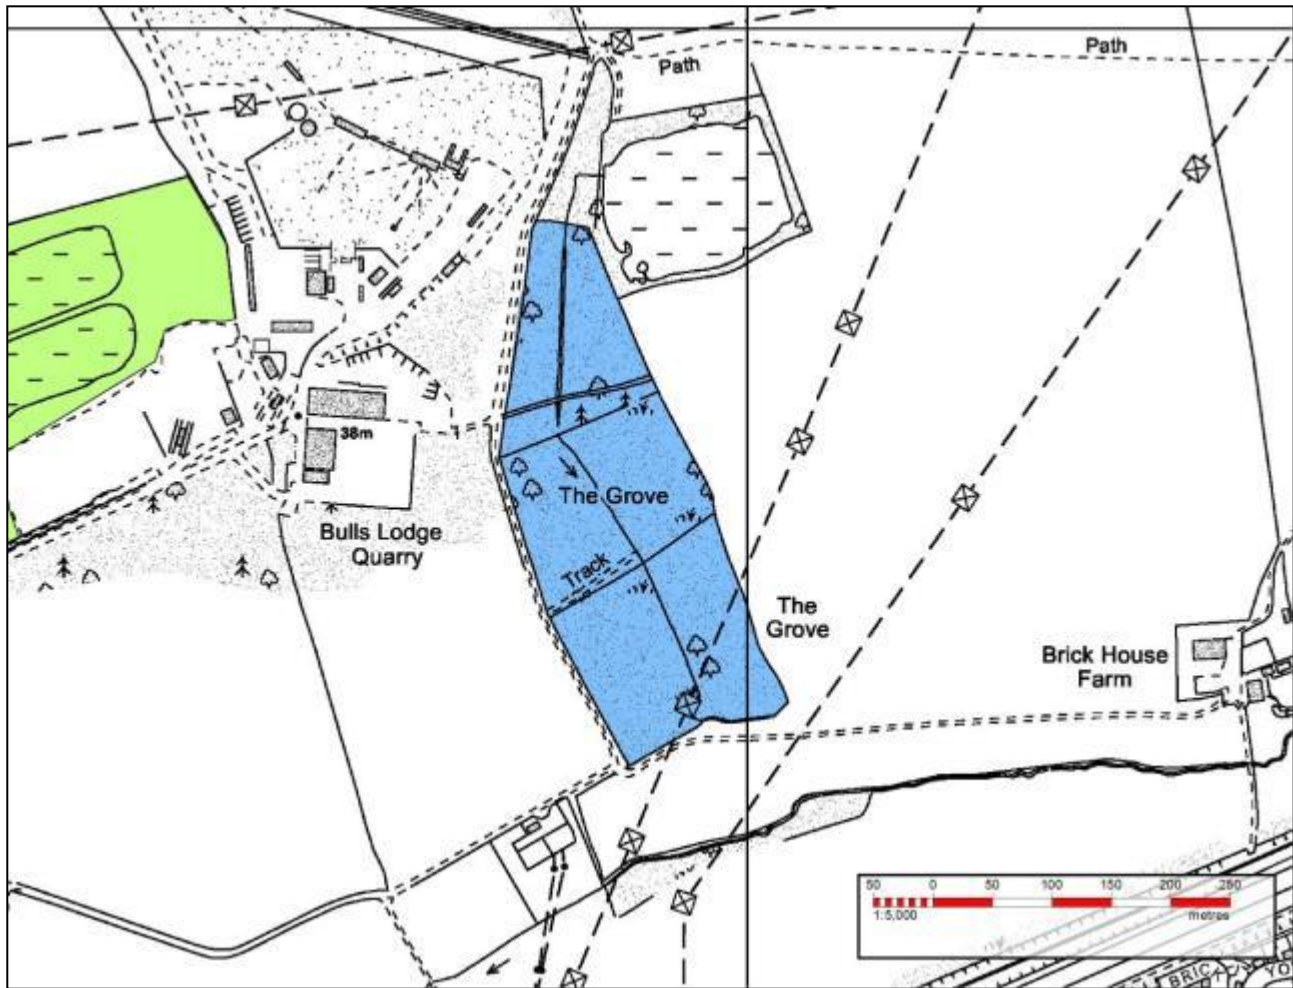 Path
Path
38m
The Grove
Bulls Lodge
Quarry
Track
The
Grove
Brick House
Farm
50 0 50 100 150 200 250
1:5,000 metres